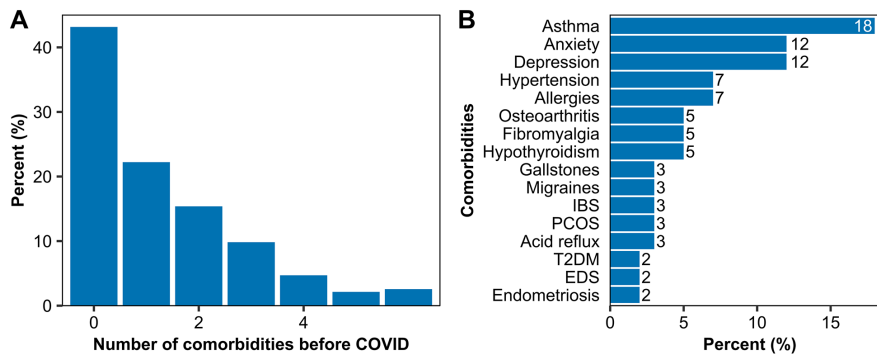 A
Percent (%)
40
30
20
10
0
0
2
4
Number of comorbidities before COVID
B
Comorbidities
Asthma 18
Anxiety 12
Depression 12
Hypertension 7
Allergies 7
Osteoarthritis 5
Fibromyalgia 5
Hypothyroidism 5
Gallstones 3
Migraines 3
IBS 3
PCOS 3
Acid reflux 3
T2DM 2
EDS 2
Endometriosis 2
0 5 10 15
Percent (%)